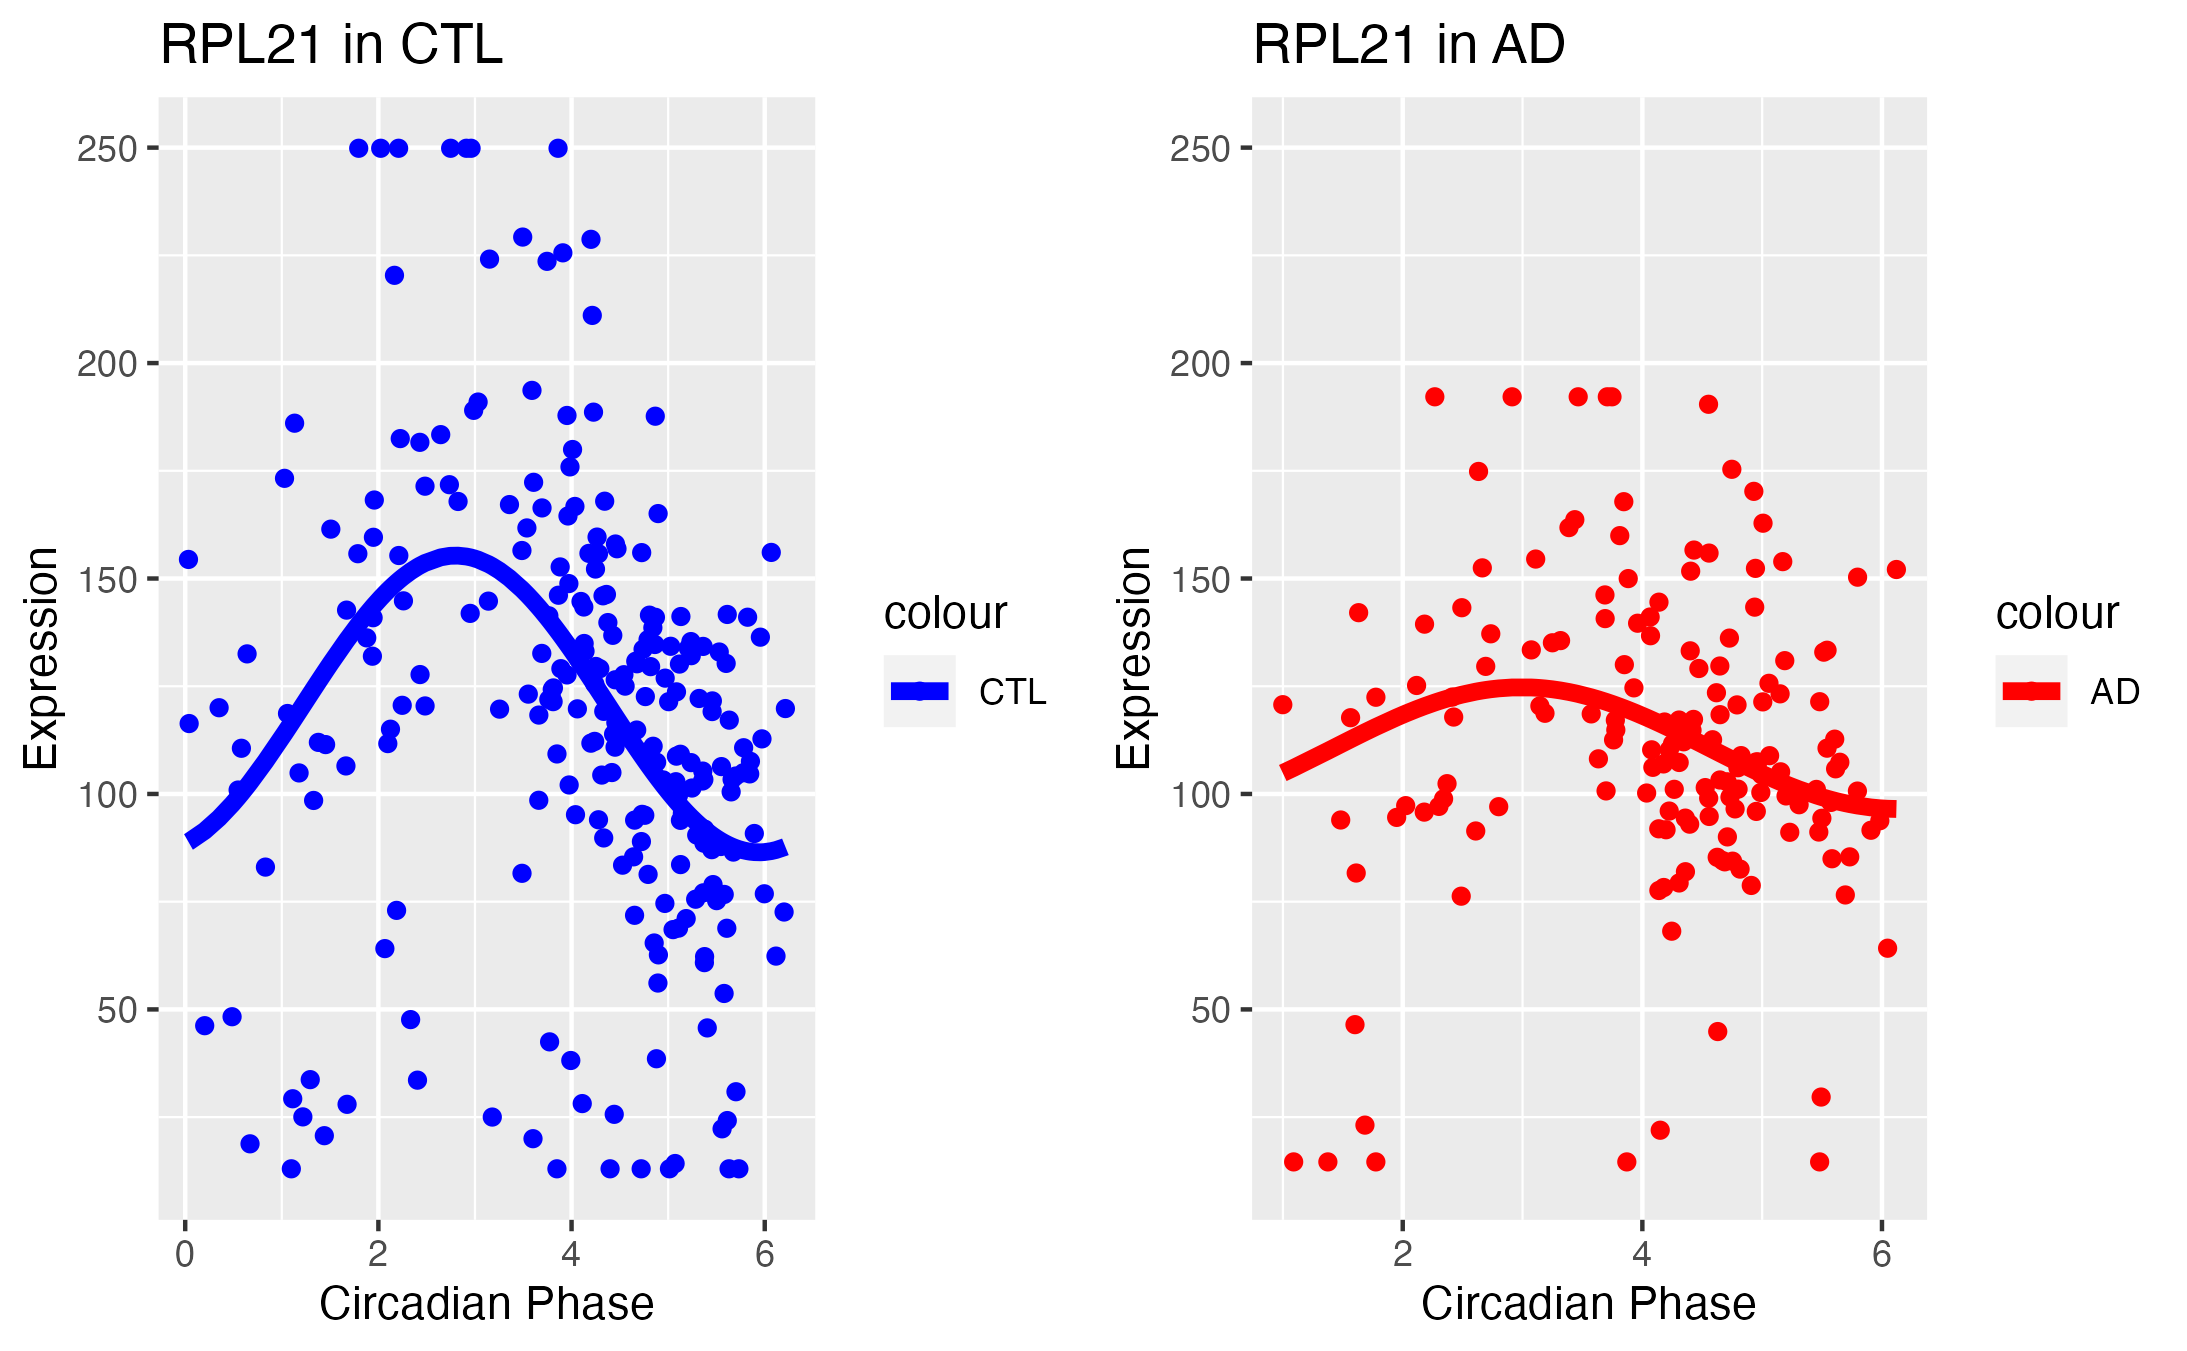 RPL21 in CTL
250
200
150
100
50
Expression
0 2 4 6
Circadian Phase
colour
CTL
RPL21 in AD
250
200
150
100
50
Expression
2 4 6
Circadian Phase
colour
AD